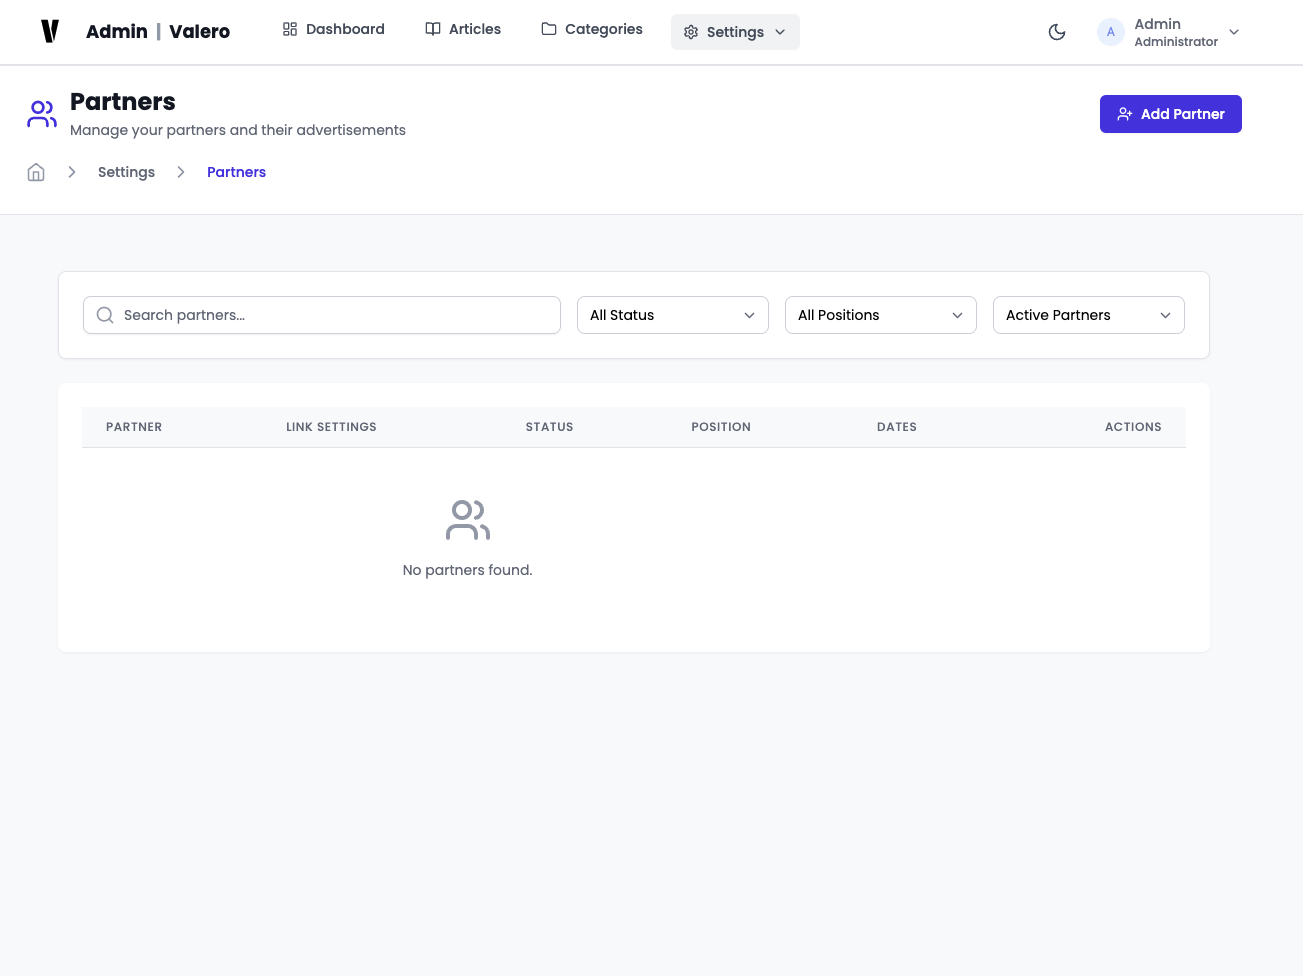 Admin | Valero
Dashboard
Articles
Categories
Settings
A
Admin
Administrator
Partners
Manage your partners and their advertisements
Add Partner
Settings
Partners
Search partners...
All Status
All Positions
Active Partners
PARTNER
LINK SETTINGS
STATUS
POSITION
DATES
ACTIONS
No partners found.